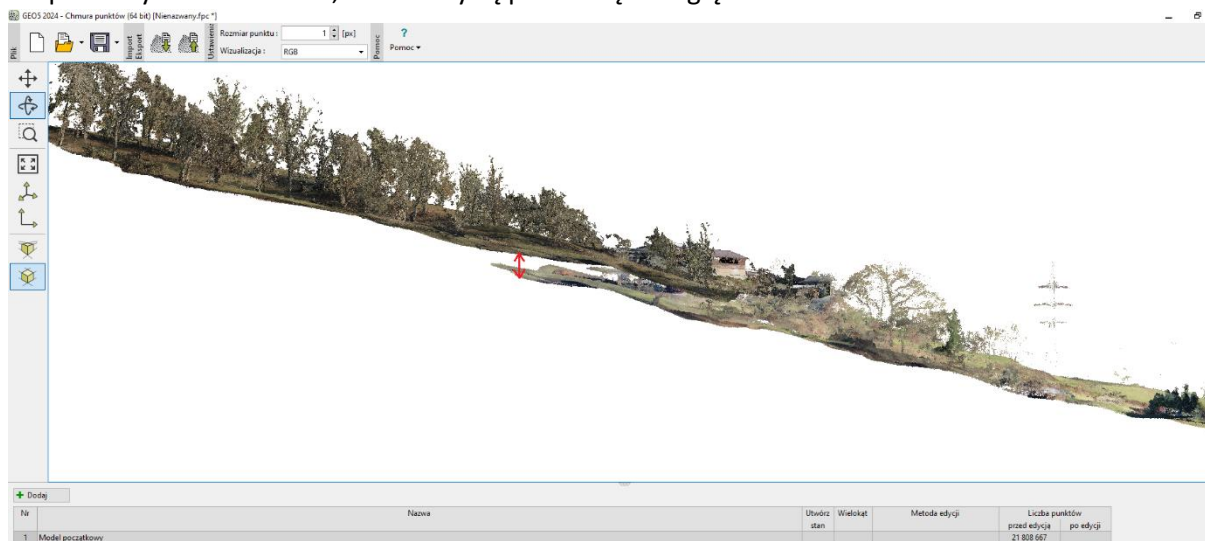 GEO5 2024 - Chmura punktów (64 bit) [Nienazwany.fpc *]
Plik
Import
Eksport
Ustawienia
Rozmiar punktu :
1
[px]
Wizualizacja :
RGB
Pomoc
?
Pomoc
Dodaj
Nr
Nazwa
Utwórz stan
Wielokąt
Metoda edycji
Liczba punktów
przed edycją
po edycji
1
Model początkowy
21 808 667